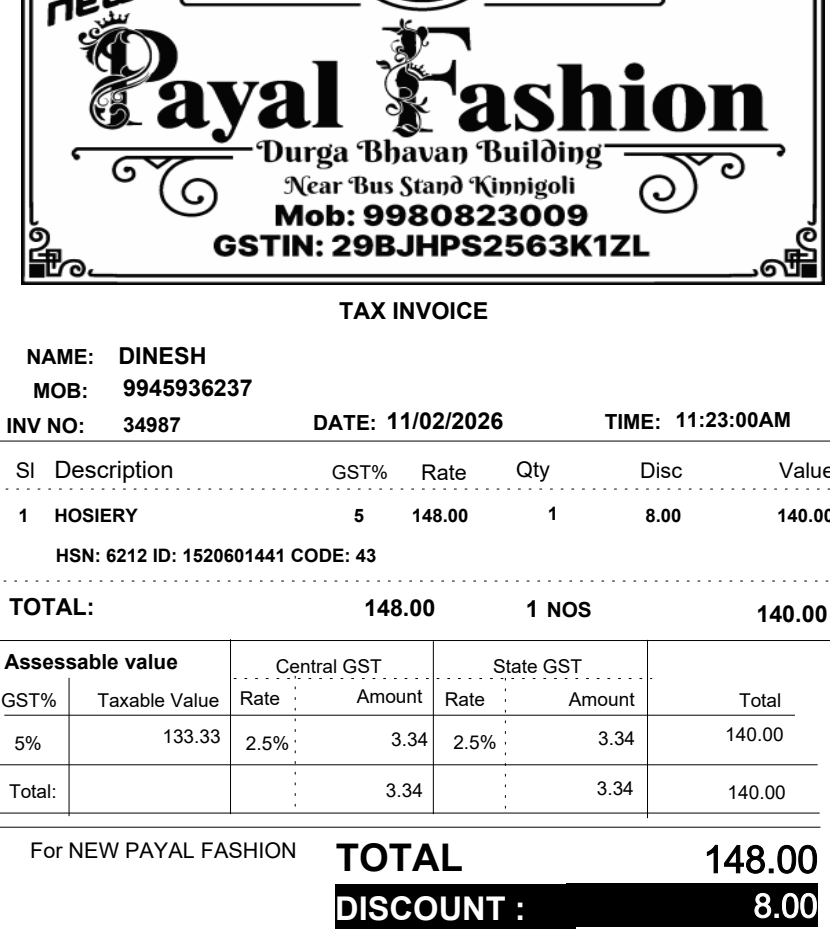 new
Payal Fashion
Durga Bhavan Building
Near Bus Stand Kinnigoli
Mob: 9980823009
GSTIN: 29BJHPS2563K1ZL
TAX INVOICE
NAME: DINESH
MOB: 9945936237
INV NO: 34987 DATE: 11/02/2026 TIME: 11:23:00AM
Sl Description GST% Rate Qty Disc Value
1 HOSIERY 5 148.00 1 8.00 140.00
HSN: 6212 ID: 1520601441 CODE: 43
TOTAL: 148.00 1 NOS 140.00
Assessable value Central GST State GST
GST% Taxable Value Rate Amount Rate Amount Total
5% 133.33 2.5% 3.34 2.5% 3.34 140.00
Total: 3.34 3.34 140.00
For NEW PAYAL FASHION TOTAL 148.00
DISCOUNT : 8.00